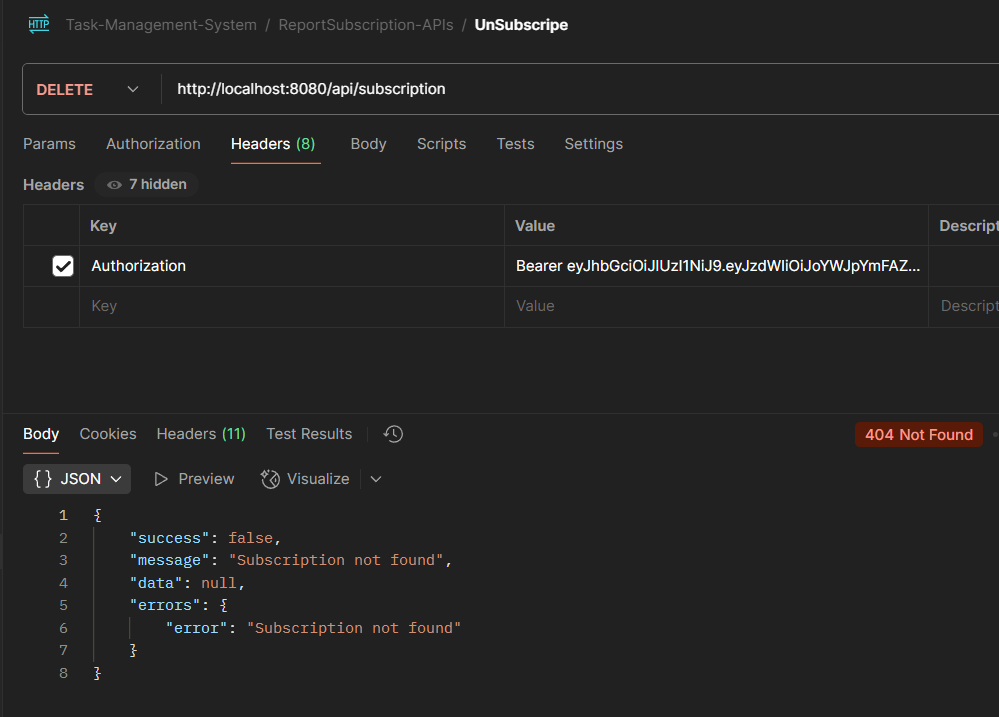 HTTP Task-Management-System / ReportSubscription-APIs / UnSubscripe
DELETE http://localhost:8080/api/subscription
Params Authorization Headers (8) Body Scripts Tests Settings
Headers 7 hidden
Key Value Descript
Authorization Bearer eyJhbGciOiJIUzI1NiJ9.eyJzdWIiOiJoYWJpYmFAZ...
Key Value Descript
Body Cookies Headers (11) Test Results 404 Not Found
{} JSON Preview Visualize
1 {
2 "success": false,
3 "message": "Subscription not found",
4 "data": null,
5 "errors": {
6 "error": "Subscription not found"
7 }
8 }